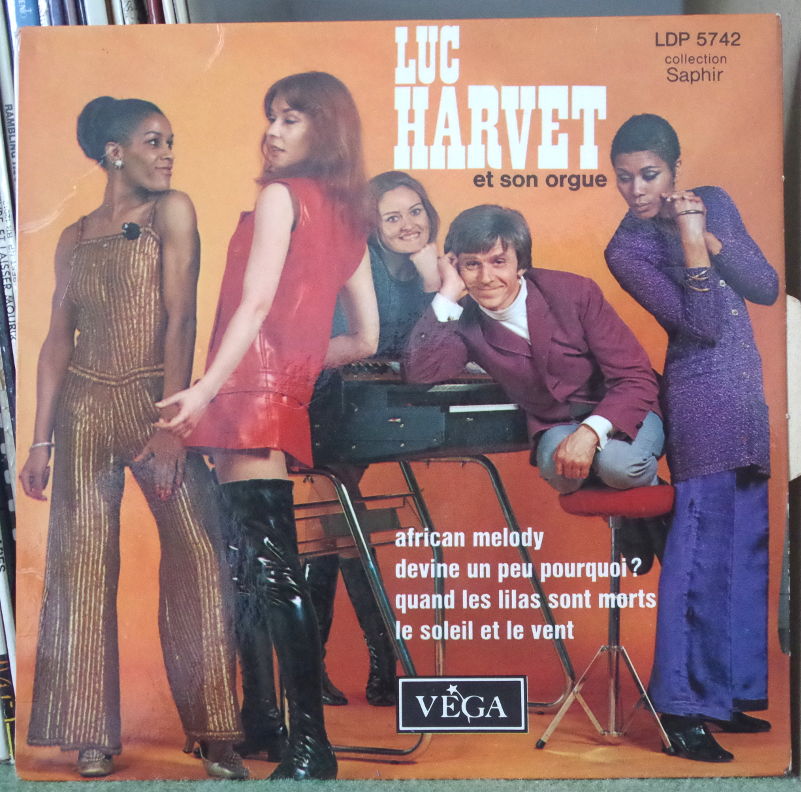 LUC
HARVET
et son orgue
LDP 5742
collection
Saphir
african melody
devine un peu pourquoi?
quand les lilas sont morts
le soleil et le vent
VEGA